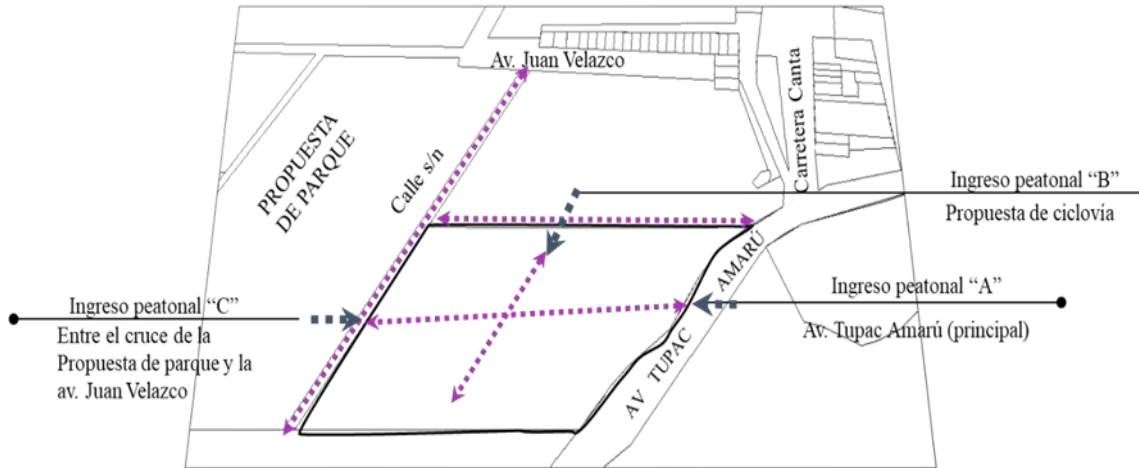 Av. Juan Velazco
Carretera Canta
PROPUESTA
DE PARQUE
Calle s/n
Ingreso peatonal “B”
Propuesta de ciclovía
AV TUPAC AMARÚ
Ingreso peatonal “C”
Entre el cruce de la
Propuesta de parque y la
av. Juan Velazco
Ingreso peatonal “A”
Av. Tupac Amarú (principal)